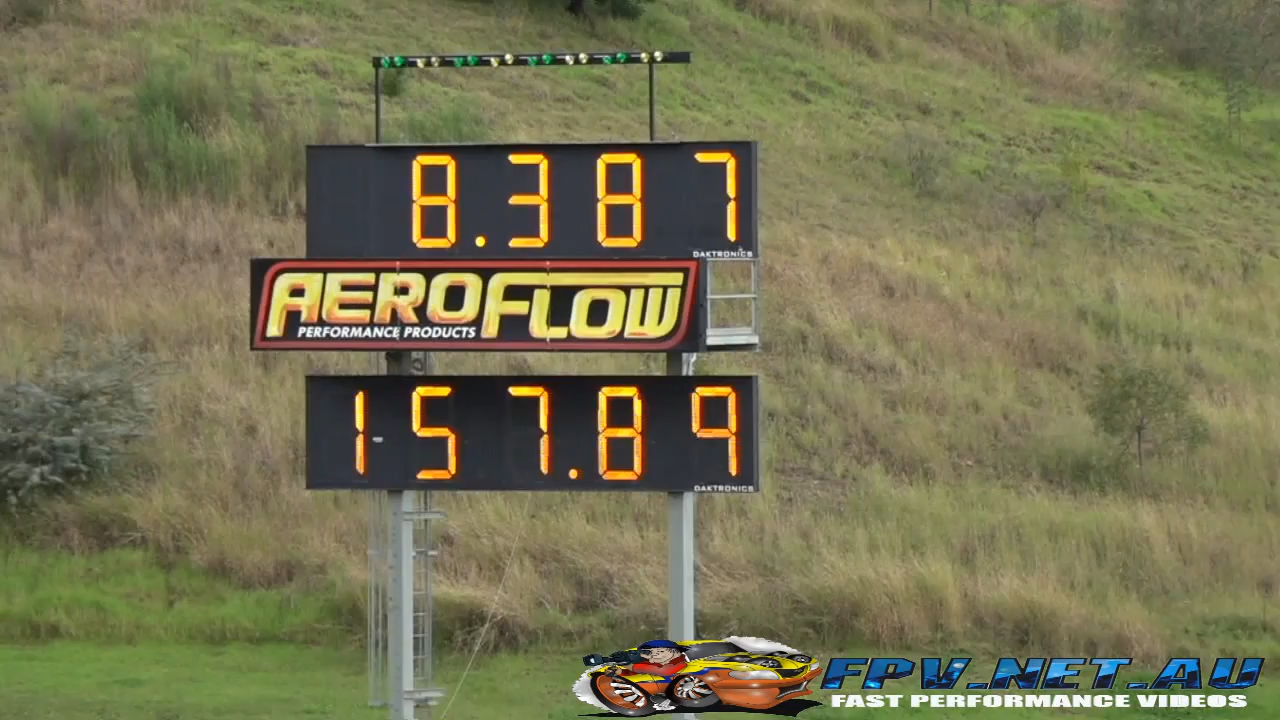 8.387
DAKTRONICS
AEROFLOW
PERFORMANCE PRODUCTS
157.89
DAKTRONICS
FPV.NET.AU
FAST PERFORMANCE VIDEOS